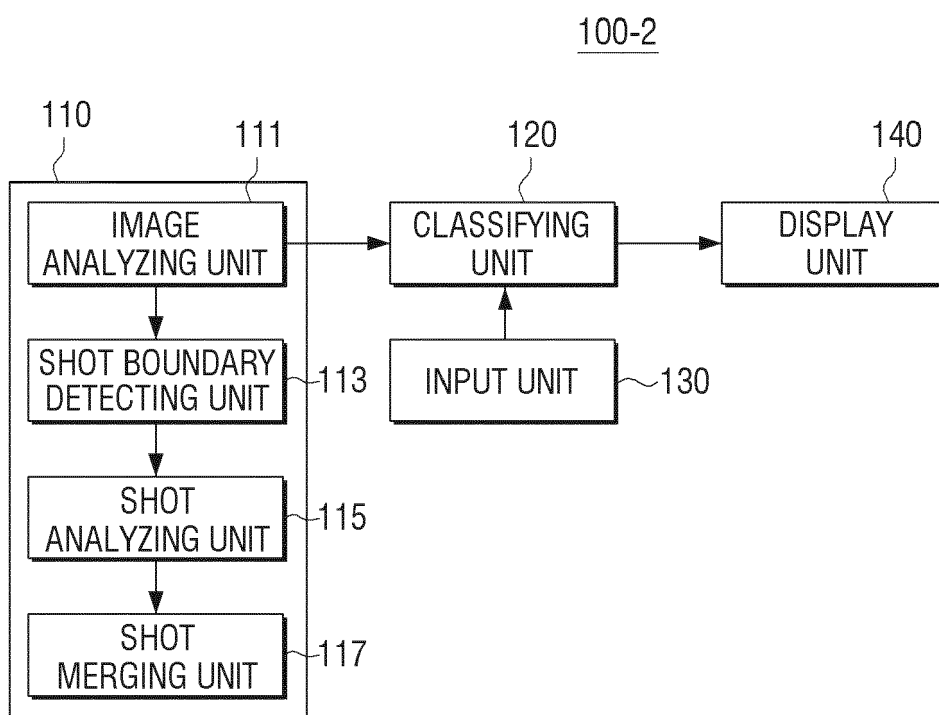 100-2
110
111
120
140
IMAGE
ANALYZING UNIT
CLASSIFYING
UNIT
DISPLAY
UNIT
SHOT BOUNDARY
DETECTING UNIT
113
INPUT UNIT
130
SHOT
ANALYZING UNIT
115
SHOT
MERGING UNIT
117